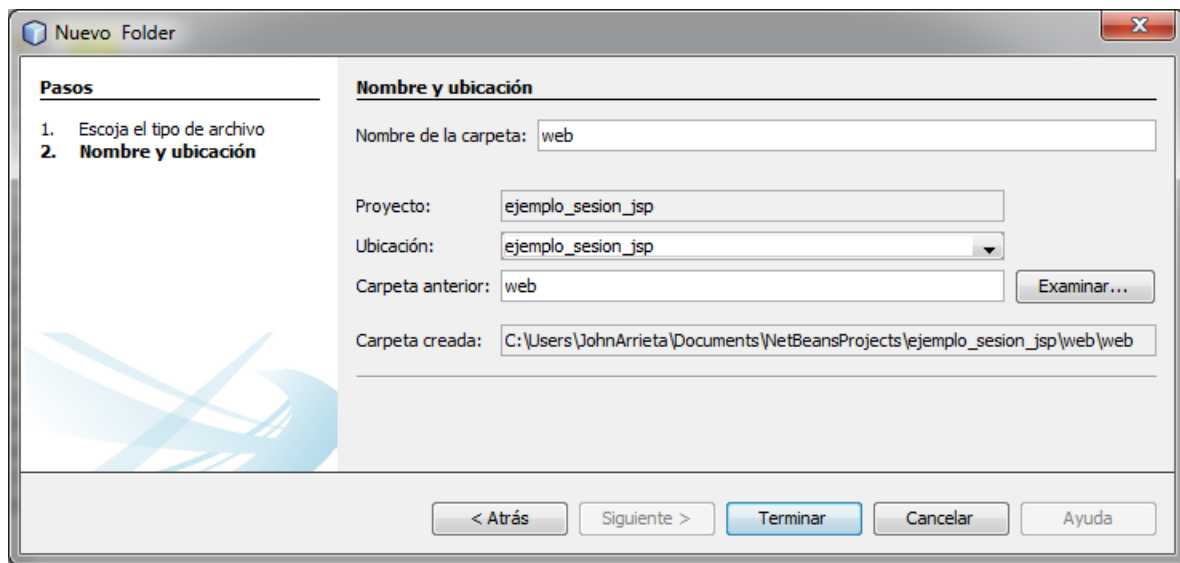 Nuevo Folder
Pasos
1. Escoja el tipo de archivo
2. Nombre y ubicación
Nombre y ubicación
Nombre de la carpeta: web
Proyecto: ejemplo_sesion_jsp
Ubicación: ejemplo_sesion_jsp
Carpeta anterior: web Examinar...
Carpeta creada: C:\Users\JohnArrieta\Documents\NetBeansProjects\ejemplo_sesion_jsp\web\web
< Atrás Siguiente > Terminar Cancelar Ayuda